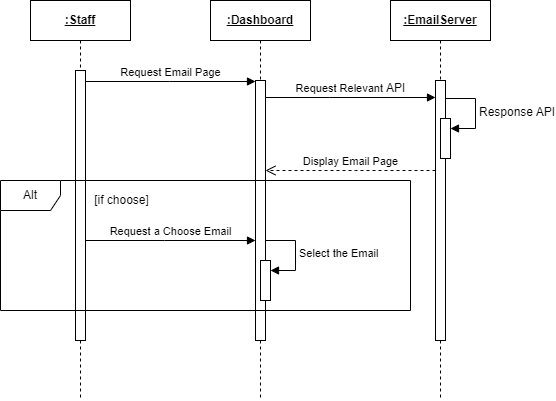 :Staff
:Dashboard
:EmailServer
Request Email Page
Request Relevant API
Response API
Display Email Page
Alt
[if choose]
Request a Choose Email
Select the Email